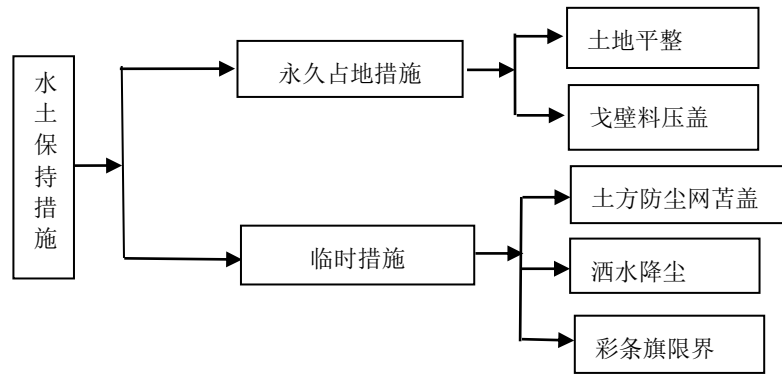 水土保持措施
永久占地措施
土地平整
戈壁料压盖
临时措施
土方防尘网苫盖
洒水降尘
彩条旗限界